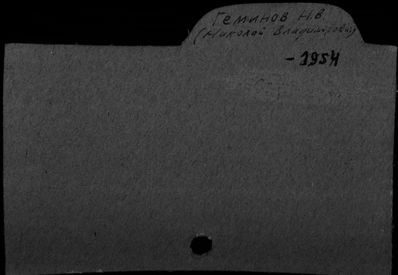 Геминов Н.В.
(Николай Владимирович)
- 1954